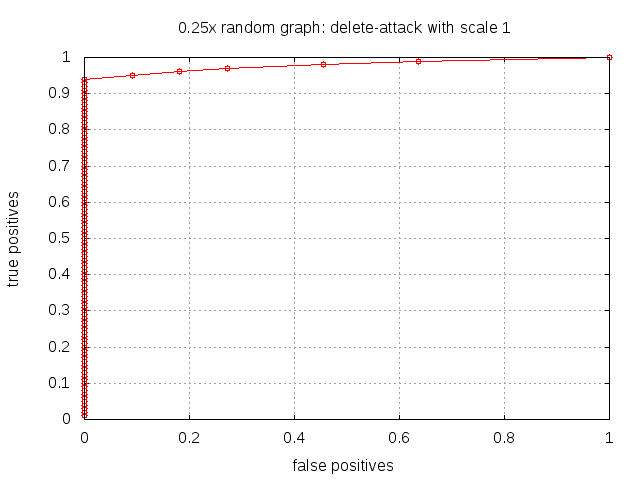 0.25x random graph: delete-attack with scale 1
1
0.9
0.8
0.7
0.6
0.5
0.4
0.3
0.2
0.1
0
true positives
0 0.2 0.4 0.6 0.8 1
false positives